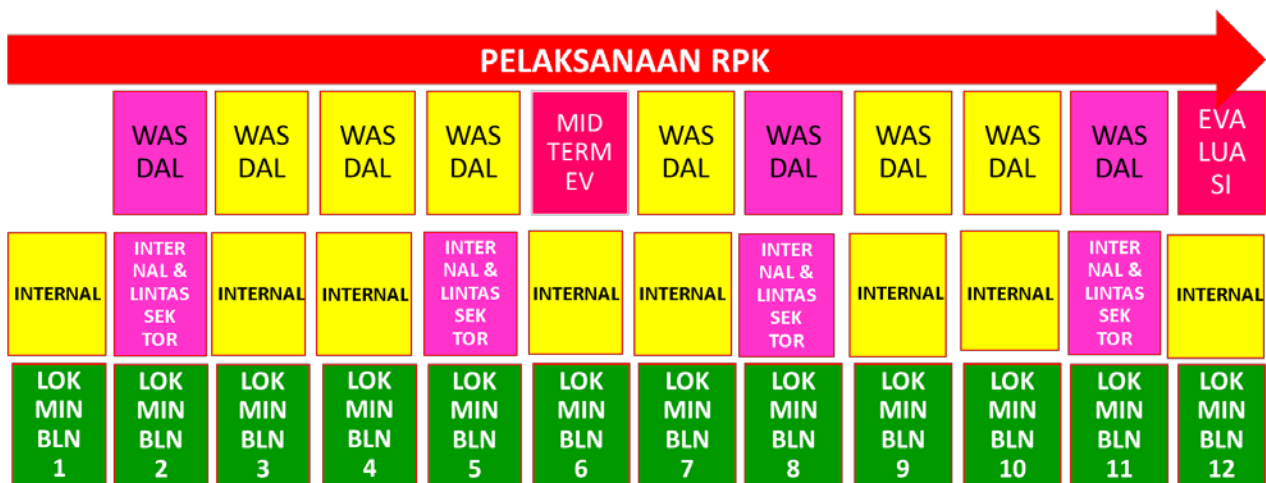 PELAKSANAAN RPK
WAS
DAL
WAS
DAL
WAS
DAL
WAS
DAL
MID
TERM
EV
WAS
DAL
WAS
DAL
WAS
DAL
WAS
DAL
WAS
DAL
EVA
LUA
SI
INTERNAL
INTER
NAL &
LINTAS
SEK
TOR
INTERNAL
INTERNAL
INTER
NAL &
LINTAS
SEK
TOR
INTERNAL
INTERNAL
INTER
NAL &
LINTAS
SEK
TOR
INTERNAL
INTERNAL
INTER
NAL &
LINTAS
SEK
TOR
INTERNAL
LOK
MIN
BLN
1
LOK
MIN
BLN
2
LOK
MIN
BLN
3
LOK
MIN
BLN
4
LOK
MIN
BLN
5
LOK
MIN
BLN
6
LOK
MIN
BLN
7
LOK
MIN
BLN
8
LOK
MIN
BLN
9
LOK
MIN
BLN
10
LOK
MIN
BLN
11
LOK
MIN
BLN
12